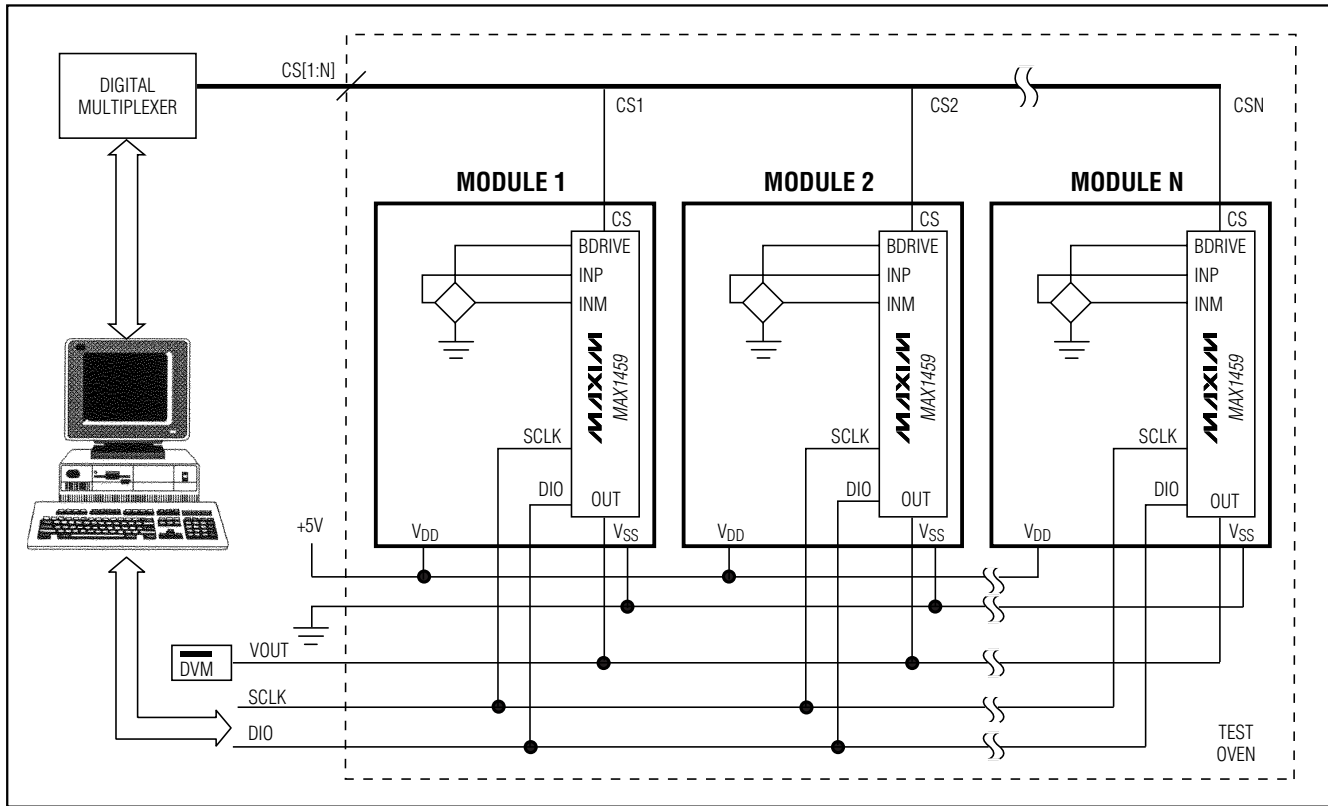 DIGITAL
MULTIPLEXER
CS[1:N]
CS1
CS2
CSN
MODULE 1
MODULE 2
MODULE N
CS
BDRIVE
INP
INM
MAXIM
MAX1459
SCLK
DIO
OUT
VDD
VSS
CS
BDRIVE
INP
INM
MAXIM
MAX1459
SCLK
DIO
OUT
VDD
VSS
CS
BDRIVE
INP
INM
MAXIM
MAX1459
SCLK
DIO
OUT
VDD
VSS
+5V
DVM
VOUT
SCLK
DIO
TEST
OVEN